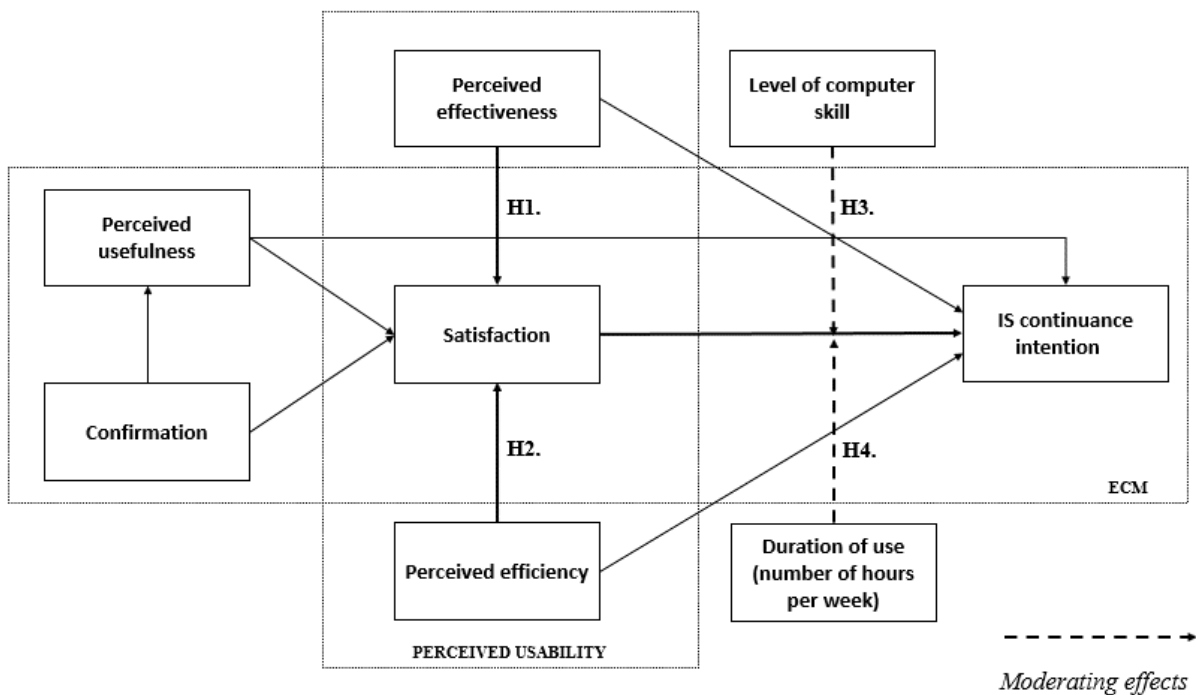 Perceived
effectiveness
Level of computer
skill
H1.
H3.
Perceived
usefulness
Satisfaction
IS continuance
intention
Confirmation
H2.
H4.
ECM
Perceived efficiency
Duration of use
(number of hours
per week)
PERCEIVED USABILITY
Moderating effects